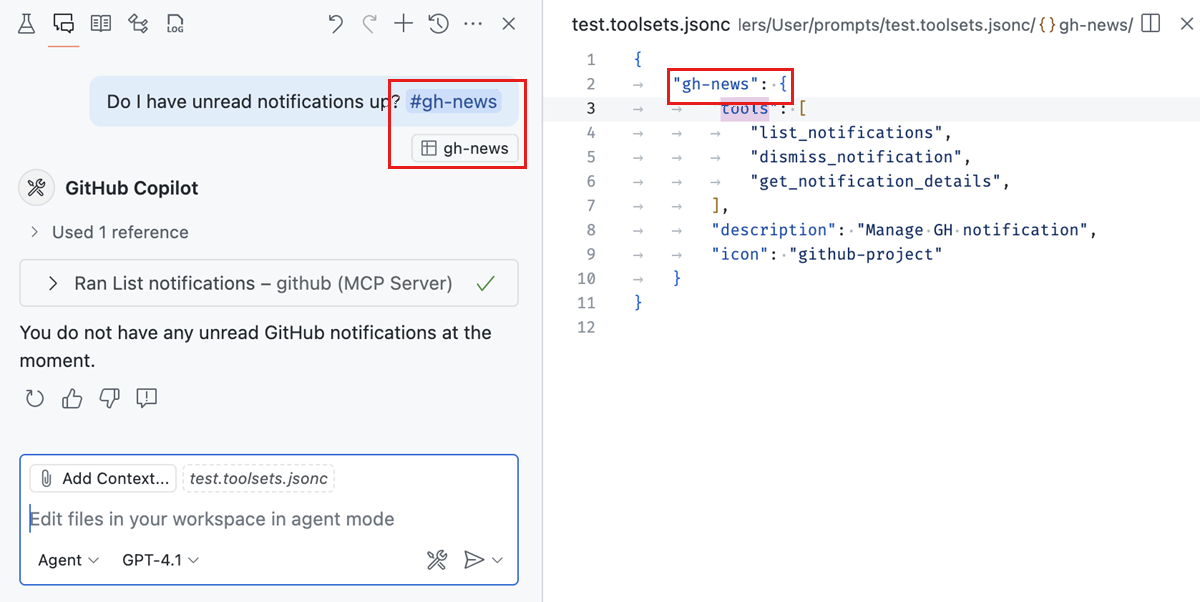 LOG
Do I have unread notifications up? #gh-news
gh-news
GitHub Copilot
Used 1 reference
Ran List notifications – github (MCP Server)
You do not have any unread GitHub notifications at the
moment.
Add Context...
test.toolsets.jsonc
Edit files in your workspace in agent mode
Agent
GPT-4.1
test.toolsets.jsonc lers/User/prompts/test.toolsets.jsonc/ {} gh-news/
1 {
2 "gh-news": {
3 tools": [
4 "list_notifications",
5 "dismiss_notification",
6 "get_notification_details",
7 ],
8 "description": "Manage GH notification",
9 "icon": "github-project"
10 }
11 }
12